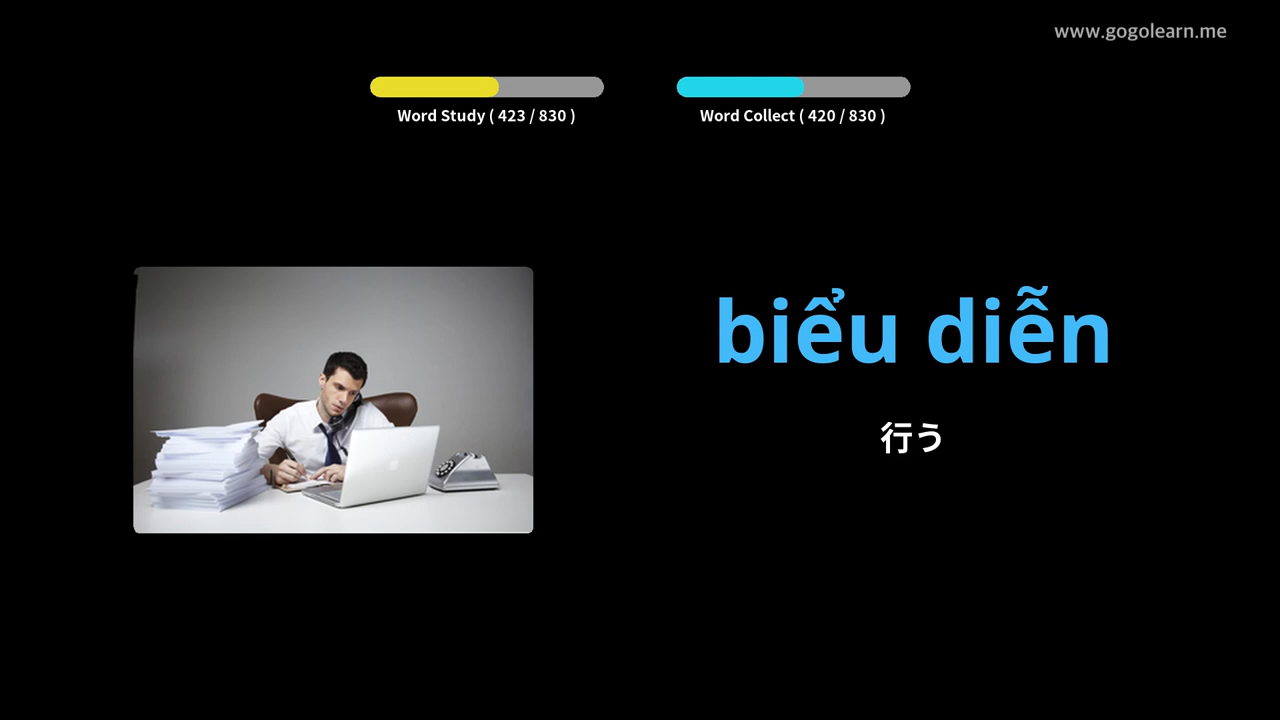 www.gogolearn.me
Word Study ( 423 / 830 )
Word Collect ( 420 / 830 )
biểu diễn
行う